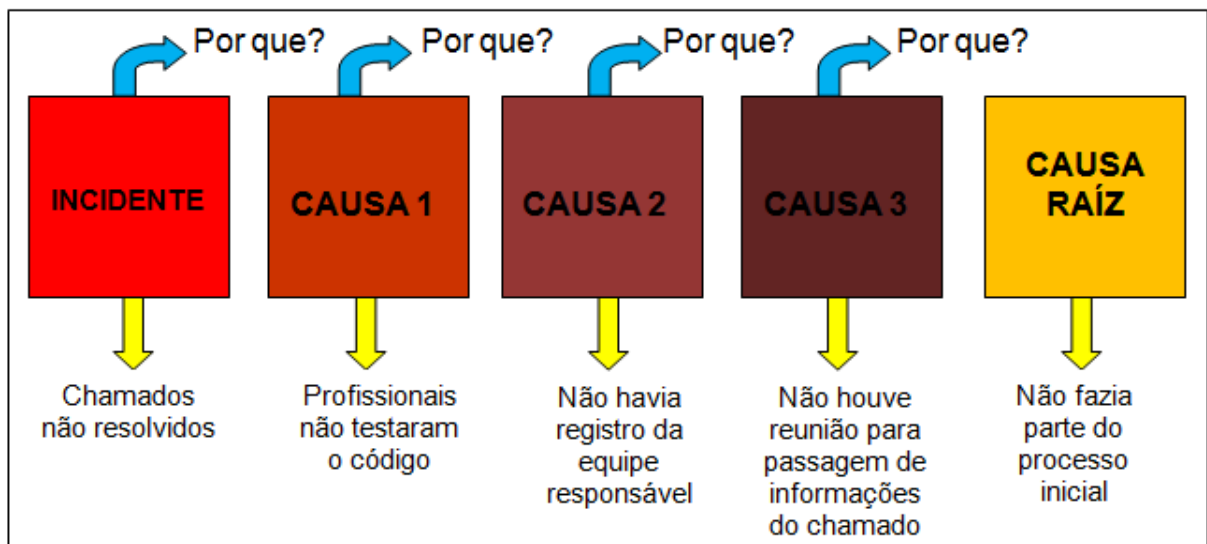 Por que?
Por que?
Por que?
Por que?
INCIDENTE
CAUSA 1
CAUSA 2
CAUSA 3
CAUSA
RAÍZ
Chamados
não resolvidos
Profissionais
não testaram
o código
Não havia
registro da
equipe
responsável
Não houve
reunião para
passagem de
informações
do chamado
Não fazia
parte do
processo
inicial